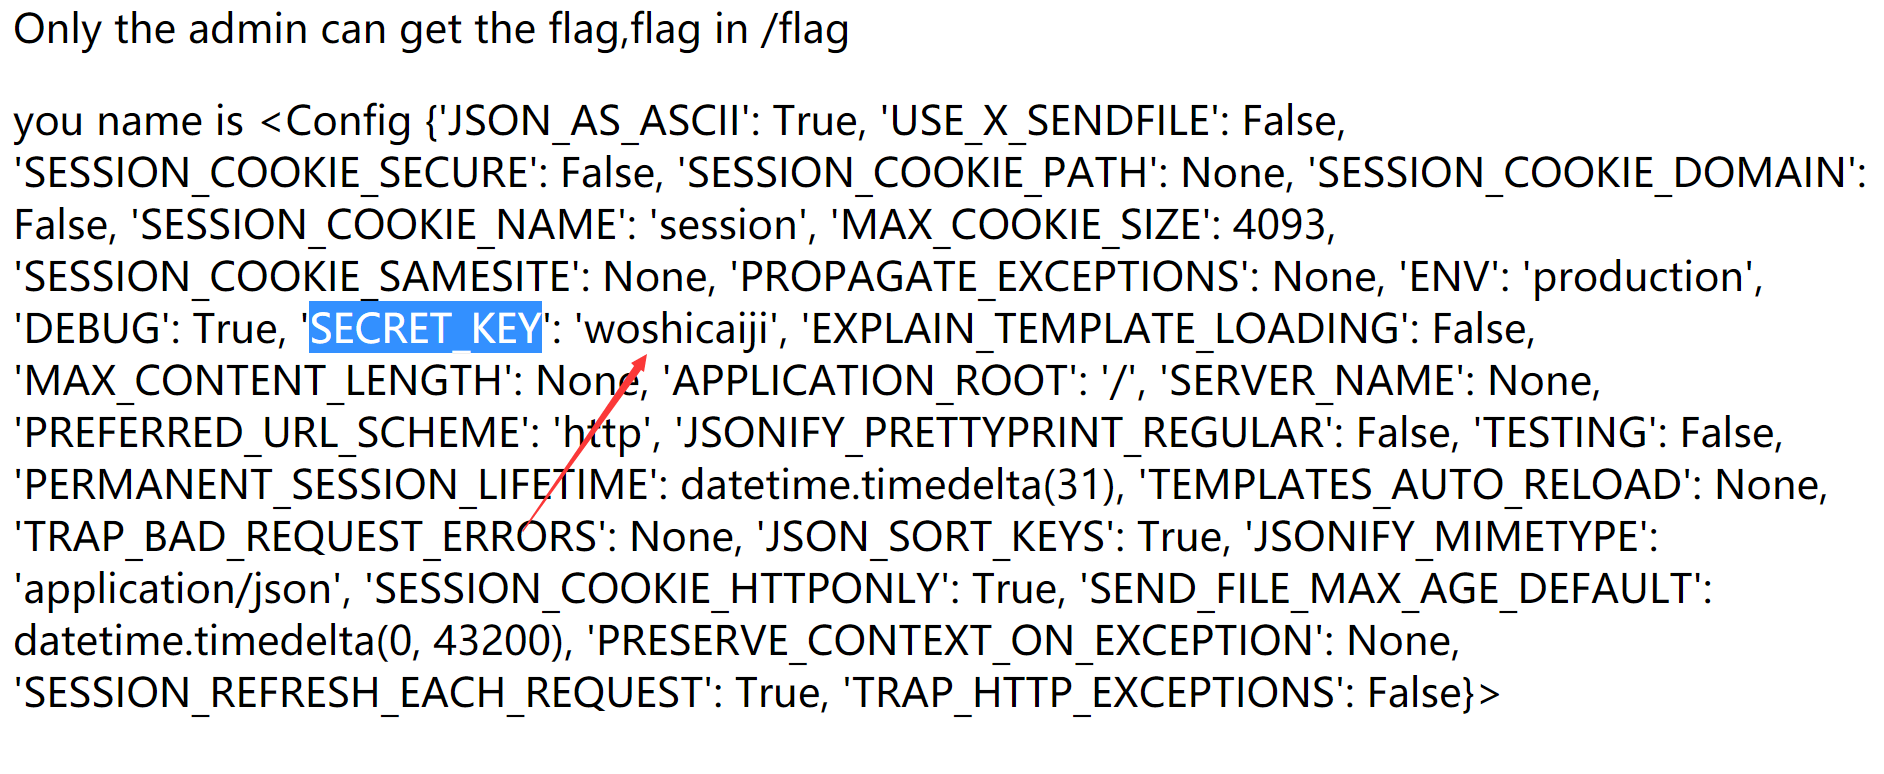 Only the admin can get the flag,flag in /flag
you name is <Config {'JSON_AS_ASCII': True, 'USE_X_SENDFILE': False,
'SESSION_COOKIE_SECURE': False, 'SESSION_COOKIE_PATH': None, 'SESSION_COOKIE_DOMAIN':
False, 'SESSION_COOKIE_NAME': 'session', 'MAX_COOKIE_SIZE': 4093,
'SESSION_COOKIE_SAMESITE': None, 'PROPAGATE_EXCEPTIONS': None, 'ENV': 'production',
'DEBUG': True, 'SECRET_KEY': 'woshicaiji', 'EXPLAIN_TEMPLATE_LOADING': False,
'MAX_CONTENT_LENGTH': None, 'APPLICATION_ROOT': '/', 'SERVER_NAME': None,
'PREFERRED_URL_SCHEME': 'http', 'JSONIFY_PRETTYPRINT_REGULAR': False, 'TESTING': False,
'PERMANENT_SESSION_LIFETIME': datetime.timedelta(31), 'TEMPLATES_AUTO_RELOAD': None,
'TRAP_BAD_REQUEST_ERRORS': None, 'JSON_SORT_KEYS': True, 'JSONIFY_MIMETYPE':
'application/json', 'SESSION_COOKIE_HTTPONLY': True, 'SEND_FILE_MAX_AGE_DEFAULT':
datetime.timedelta(0, 43200), 'PRESERVE_CONTEXT_ON_EXCEPTION': None,
'SESSION_REFRESH_EACH_REQUEST': True, 'TRAP_HTTP_EXCEPTIONS': False}>